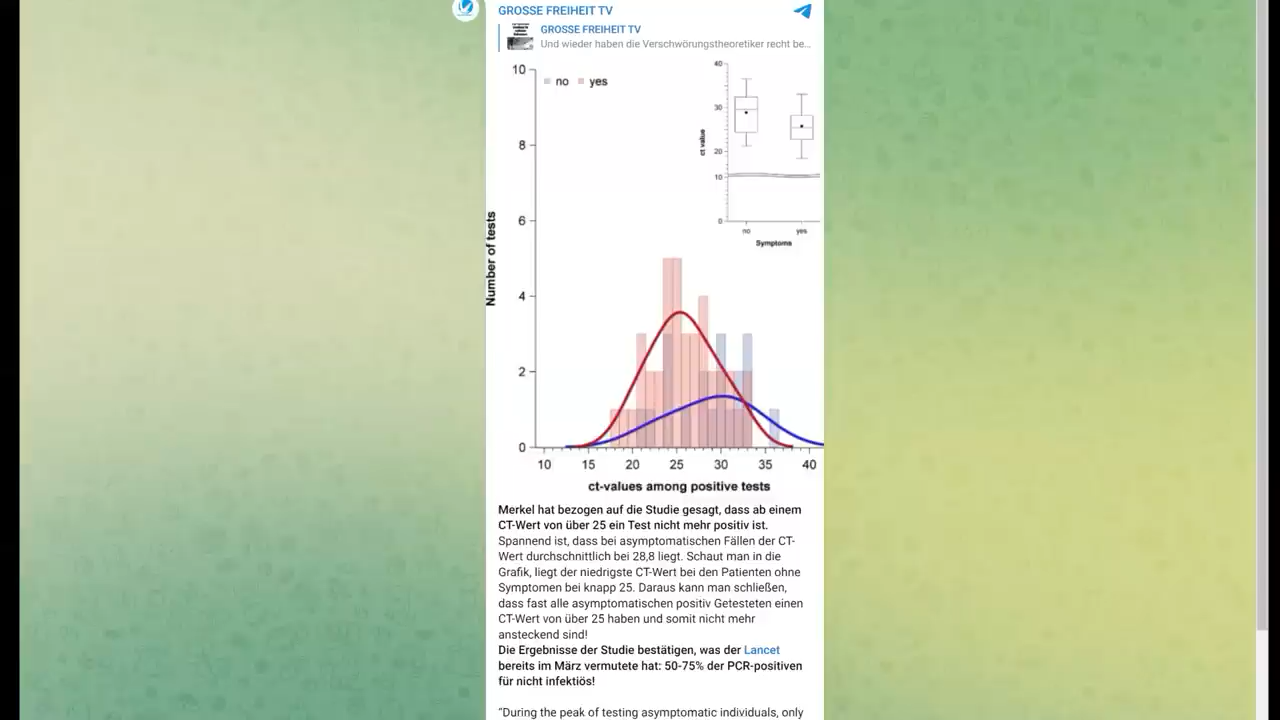 GROSSE FREIHEIT TV
GROSSE FREIHEIT TV
Und wieder haben die Verschwörungstheoretiker recht be...
10
no yes
8
6
4
2
0
Number of tests
10 15 20 25 30 35 40
ct-values among positive tests
40
30
20
10
0
ct value
no yes
Symptoms
Merkel hat bezogen auf die Studie gesagt, dass ab einem
CT-Wert von über 25 ein Test nicht mehr positiv ist.
Spannend ist, dass bei asymptomatischen Fällen der CT-
Wert durchschnittlich bei 28,8 liegt. Schaut man in die
Grafik, liegt der niedrigste CT-Wert bei den Patienten ohne
Symptomen bei knapp 25. Daraus kann man schließen,
dass fast alle asymptomatischen positiv Getesteten einen
CT-Wert von über 25 haben und somit nicht mehr
ansteckend sind!
Die Ergebnisse der Studie bestätigen, was der Lancet
bereits im März vermutete hat: 50-75% der PCR-positiven
für nicht infektiös!
“During the peak of testing asymptomatic individuals, only